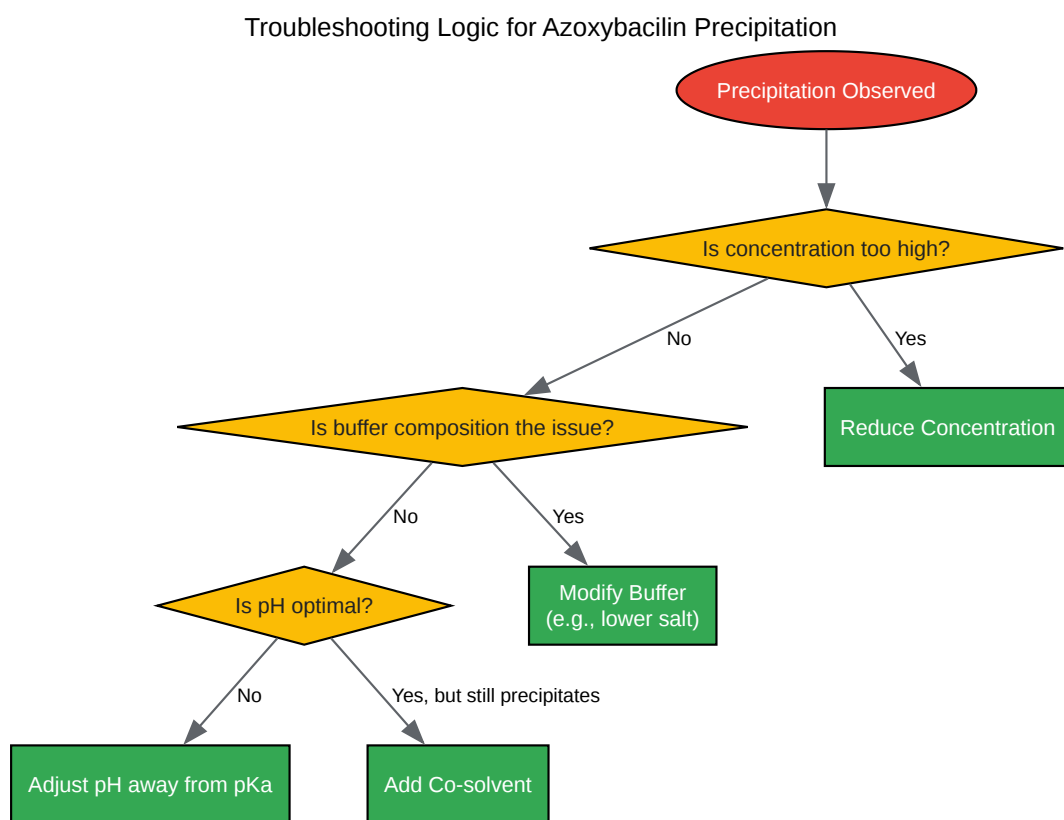 Troubleshooting Logic for Azoxybacilin Precipitation
Precipitation Observed
Is concentration too high?
No
Yes
Is buffer composition the issue?
Reduce Concentration
No
Yes
Is pH optimal?
Modify Buffer
(e.g., lower salt)
No
Yes, but still precipitates
Adjust pH away from pKa
Add Co-solvent